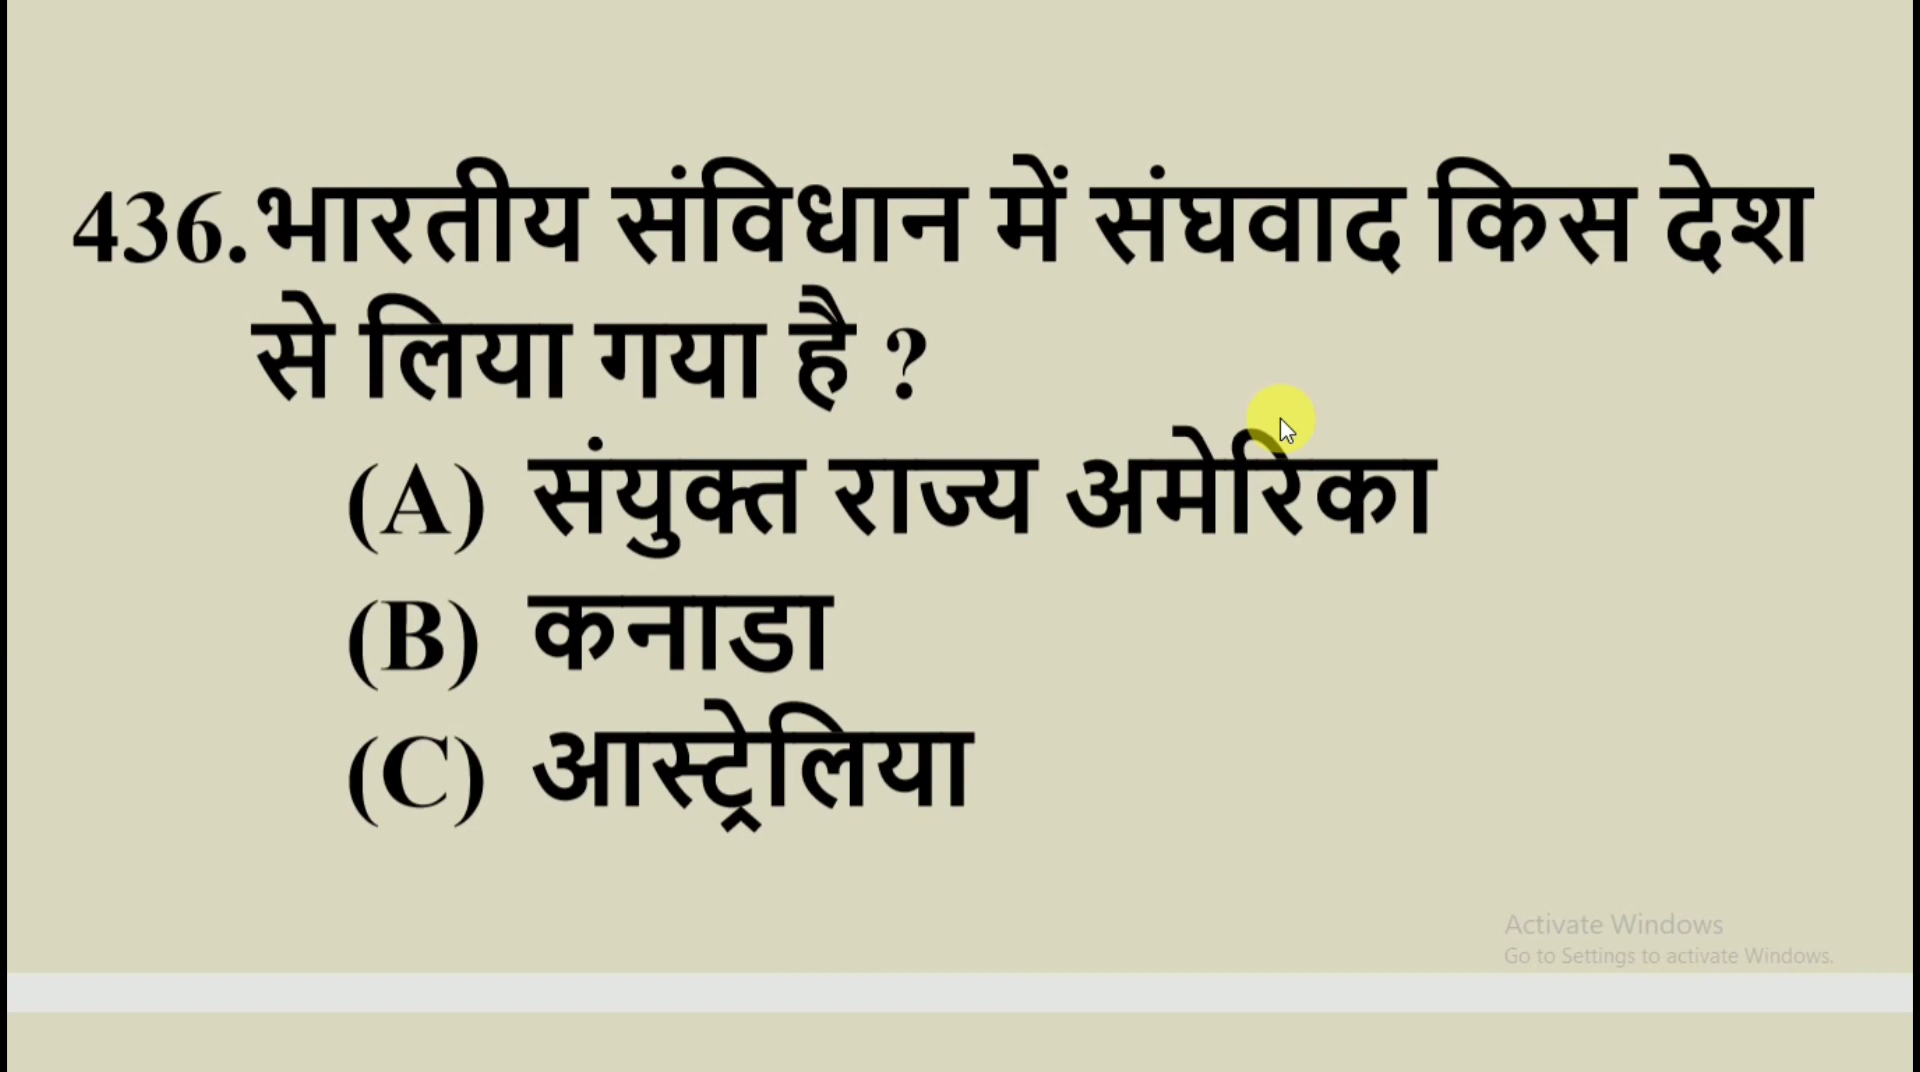 436.भारतीय संविधान में संघवाद किस देश
से लिया गया है ?
(A) संयुक्त राज्य अमेरिका
(B) कनाडा
(C) आस्ट्रेलिया
Activate Windows
Go to Settings to activate Windows.